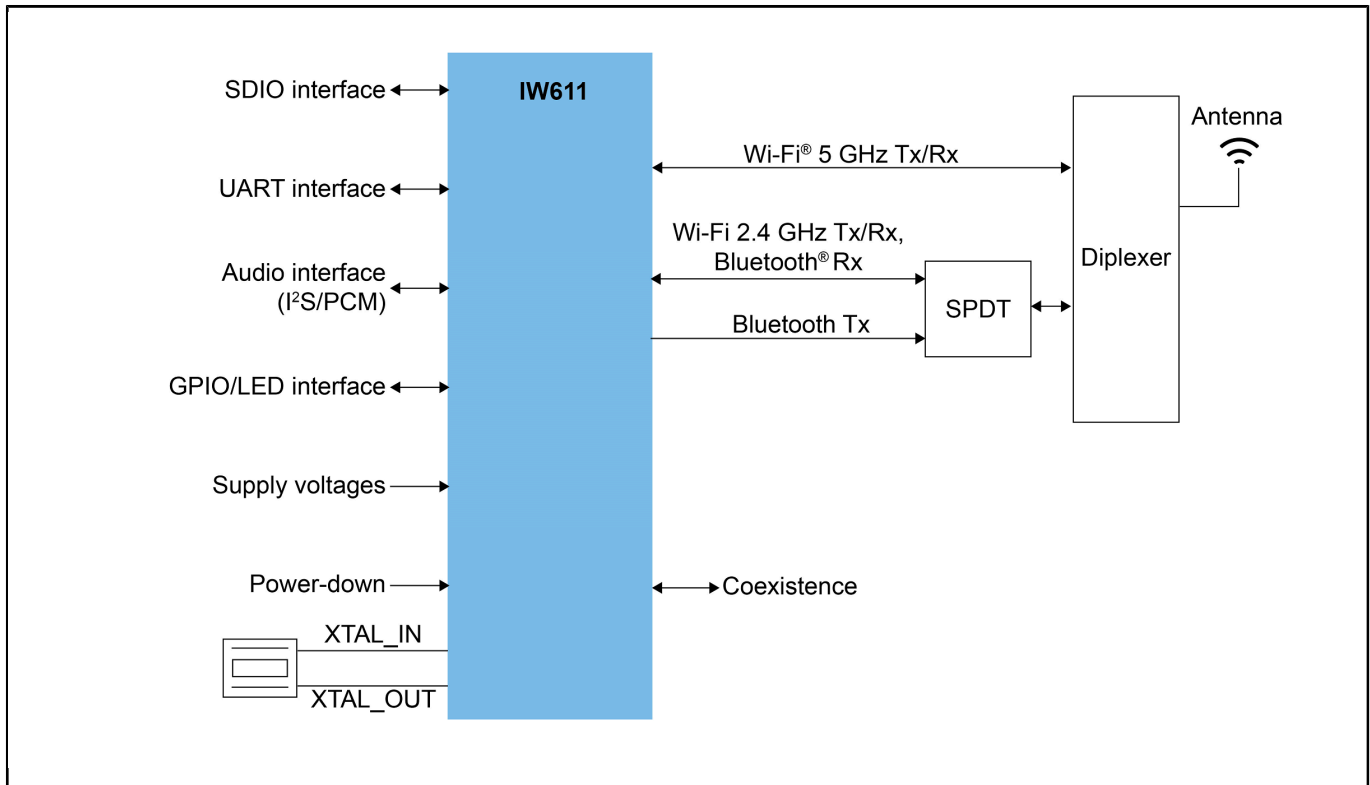 IW611
SDIO interface
UART interface
Audio interface
(I²S/PCM)
GPIO/LED interface
Supply voltages
Power-down
XTAL_IN
XTAL_OUT
Wi-Fi® 5 GHz Tx/Rx
Wi-Fi 2.4 GHz Tx/Rx,
Bluetooth® Rx
Bluetooth Tx
Coexistence
SPDT
Diplexer
Antenna